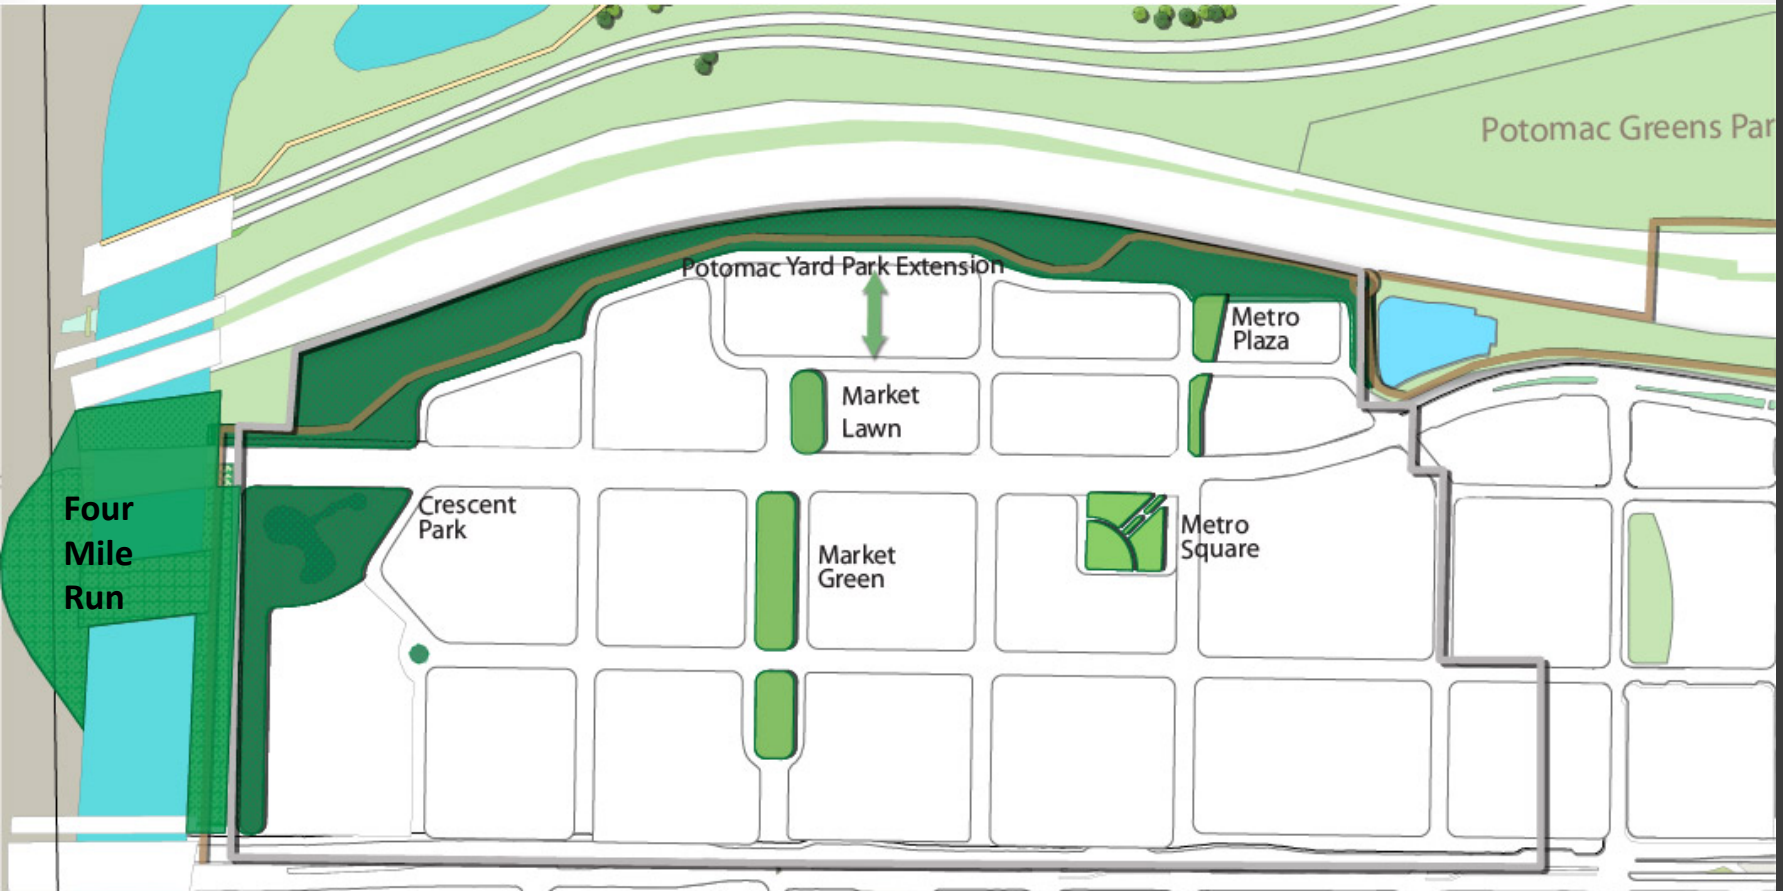 Potomac Greens Par
Potomac Yard Park Extension
Metro
Plaza
Market
Lawn
Four
Mile
Run
Crescent
Park
Market
Green
Metro
Square